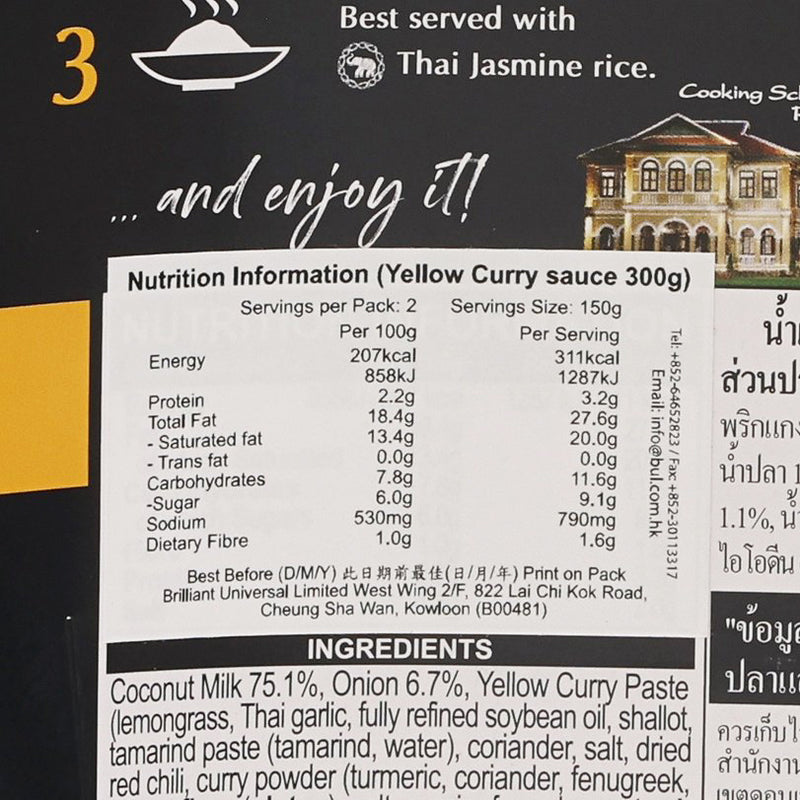 3
Best served with
Thai Jasmine rice.
Cooking
... and enjoy it!
Nutrition Information (Yellow Curry sauce 300g)
Servings per Pack: 2 Servings Size: 150g
Per 100g Per Serving
Energy 207kcal 311kcal
858kJ 1287kJ
Protein 2.2g 3.2g
Total Fat 18.4g 27.6g
- Saturated fat 13.4g 20.0g
- Trans fat 0.0g 0.0g
Carbohydrates 7.8g 11.6g
-Sugar 6.0g 9.1g
Sodium 530mg 790mg
Dietary Fibre 1.0g 1.6g
Tel: +852-64652823 / Fax: +852-30113317
Email: info@bul.com.hk
Best Before (D/M/Y) 此日期前最佳(日/月/年) Print on Pack
Brilliant Universal Limited West Wing 2/F, 822 Lai Chi Kok Road,
Cheung Sha Wan, Kowloon (B00481)
INGREDIENTS
Coconut Milk 75.1%, Onion 6.7%, Yellow Curry Paste
(lemongrass, Thai garlic, fully refined soybean oil, shallot,
tamarind paste (tamarind, water), coriander, salt, dried
red chili, curry powder (turmeric, coriander, fenugreek,
ส่วนป
พริกแกง
น้ำปลา 1
1.1%, น้
ไอโอดีน
"ข้อมู
ปลาแ
ควรเก็บไ
สำนักงาน